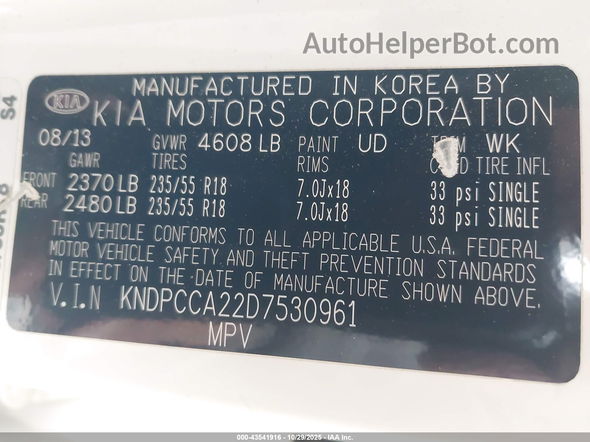 AutoHelperBot.com
MANUFACTURED IN KOREA BY
KIA KIA MOTORS CORPORATION
08/13 GVWR 4608 LB PAINT UD WK
GAWR TIRES RIMS TIRE INFL
FRONT 2370 LB 235/55 R18 7.0Jx18 33 psi SINGLE
REAR 2480 LB 235/55 R18 7.0Jx18 33 psi SINGLE
THIS VEHICLE CONFORMS TO ALL APPLICABLE U.S.A. FEDERAL
MOTOR VEHICLE SAFETY AND THEFT PREVENTION STANDARDS
IN EFFECT ON THE DATE OF MANUFACTURE SHOWN ABOVE.
V.I.N KNDPCCA22D7530961
MPV
S4
000-43541916 - 10/29/2025 - IAA Inc.